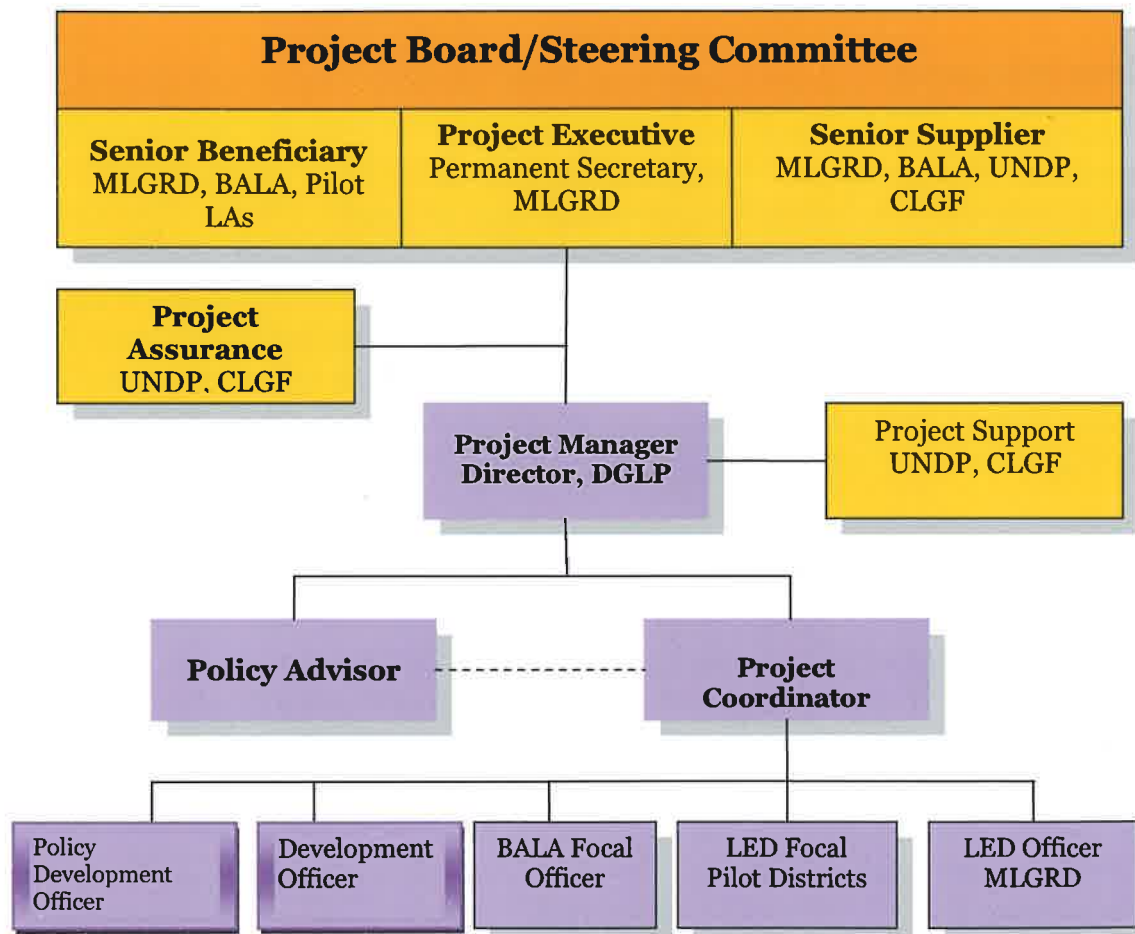 Project Board/Steering Committee
Senior Beneficiary
MLGRD, BALA, Pilot
LAs
Project Executive
Permanent Secretary,
MLGRD
Senior Supplier
MLGRD, BALA, UNDP,
CLGF
Project
Assurance
UNDP, CLGF
Project Manager
Director, DGLP
Project Support
UNDP, CLGF
Policy Advisor
Project
Coordinator
Policy
Development
Officer
Development
Officer
BALA Focal
Officer
LED Focal
Pilot Districts
LED Officer
MLGRD